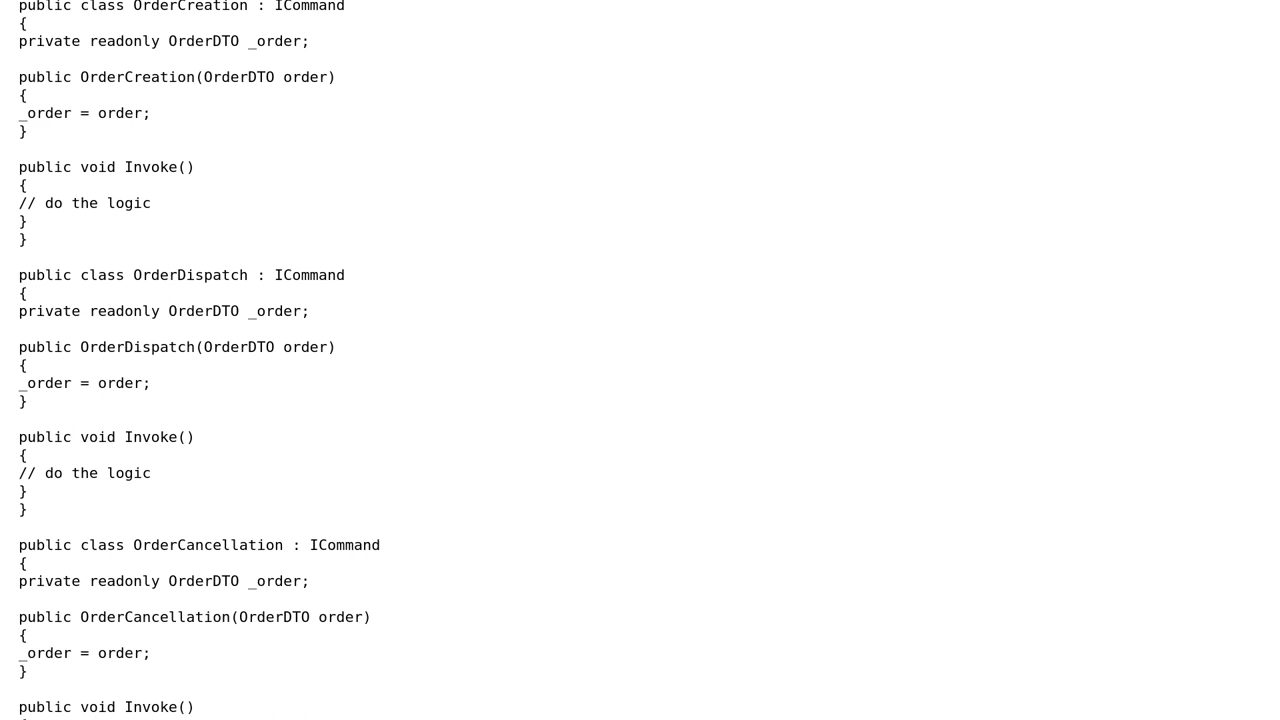 public class OrderCreation : ICommand
{
private readonly OrderDTO _order;

public OrderCreation(OrderDTO order)
{
_order = order;
}

public void Invoke()
{
// do the logic
}
}

public class OrderDispatch : ICommand
{
private readonly OrderDTO _order;

public OrderDispatch(OrderDTO order)
{
_order = order;
}

public void Invoke()
{
// do the logic
}
}

public class OrderCancellation : ICommand
{
private readonly OrderDTO _order;

public OrderCancellation(OrderDTO order)
{
_order = order;
}

public void Invoke()